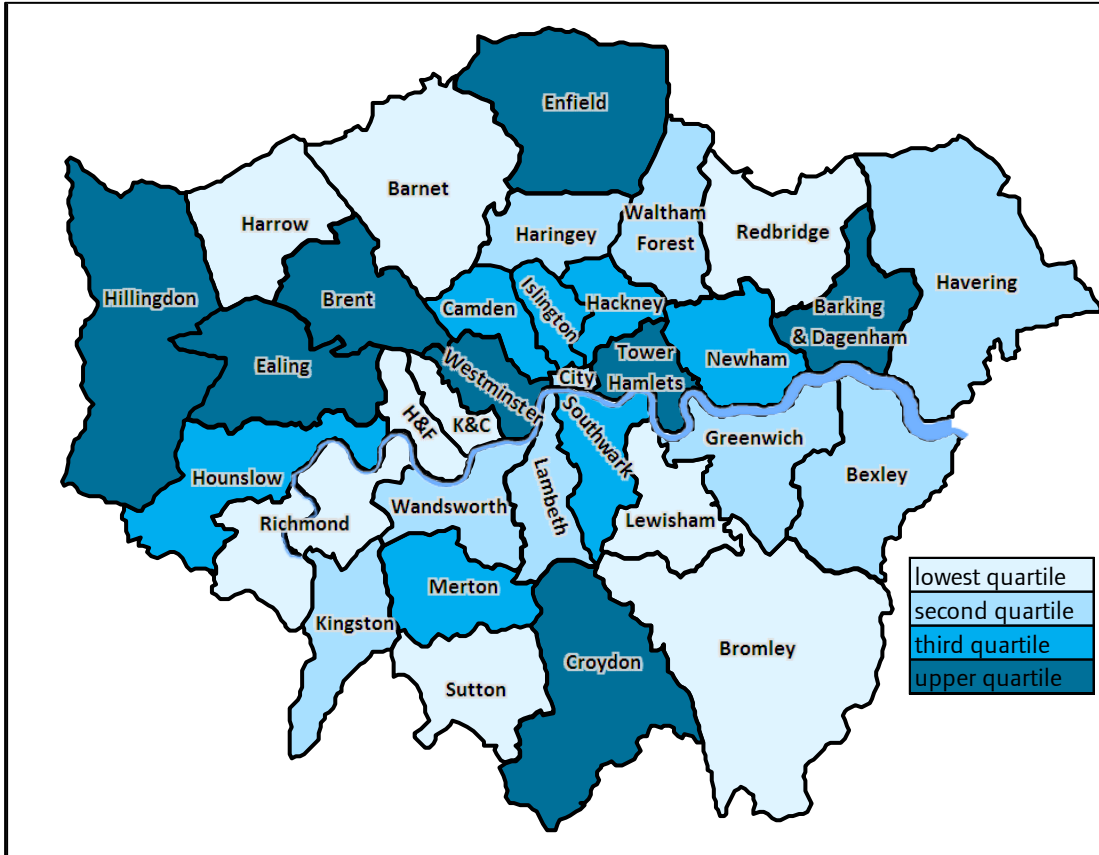 Enfield
Barnet
Harrow
Haringey
Waltham
Forest
Redbridge
Havering
Hillingdon
Brent
Camden
Islington
Hackney
Barking
& Dagenham
Ealing
Westminster
City
Tower
Hamlets
Newham
H&F
K&C
Southwark
Greenwich
Hounslow
Richmond
Wandsworth
Lambeth
Lewisham
Bexley
Merton
Kingston
Sutton
Croydon
Bromley
lowest quartile
second quartile
third quartile
upper quartile